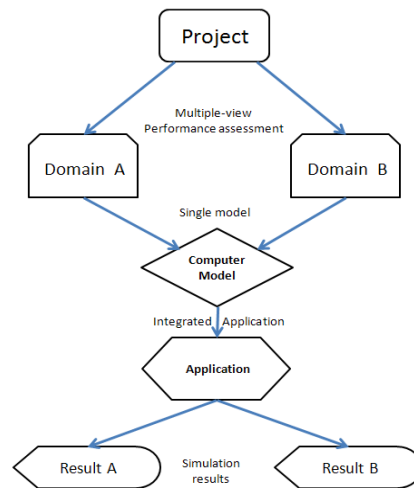 Project
Multiple-view
Performance assessment
Domain A
Domain B
Single model
Computer
Model
Integrated Application
Application
Result A
Simulation
results
Result B